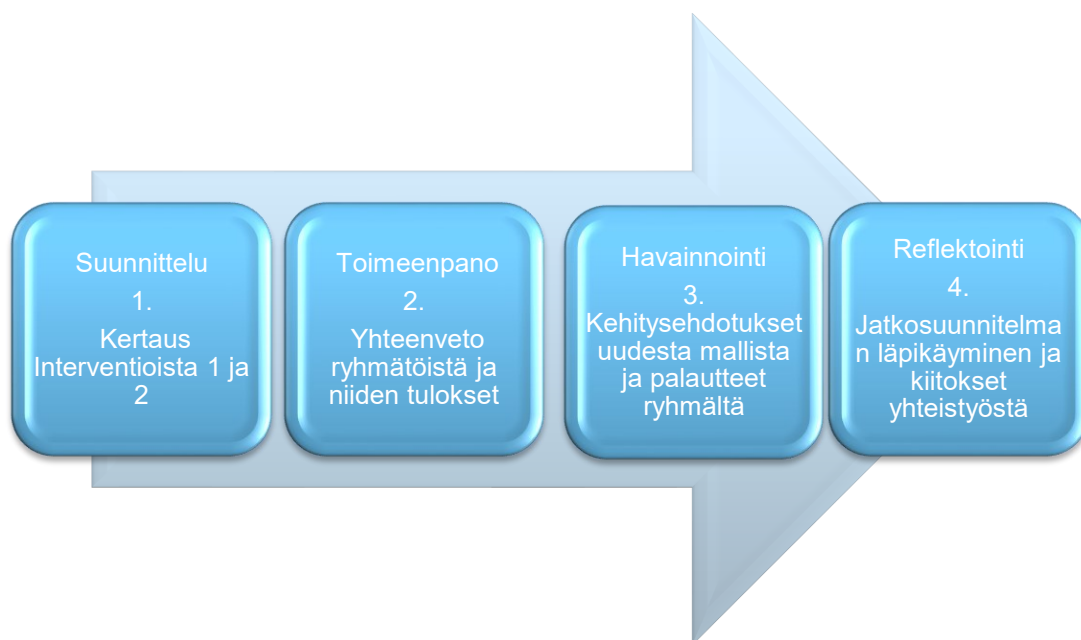 Suunnittelu
1.
Kertaus
Interventioista 1 ja
2
Toimeenpano
2.
Yhteenveto
ryhmätöistä ja
niiden tulokset
Havainnointi
3.
Kehitysehdotukset
uudesta mallista
ja palautteet
ryhmältä
Reflektointi
4.
Jatkosuunnitelma
n läpikäyminen ja
kiitokset
yhteistyöstä